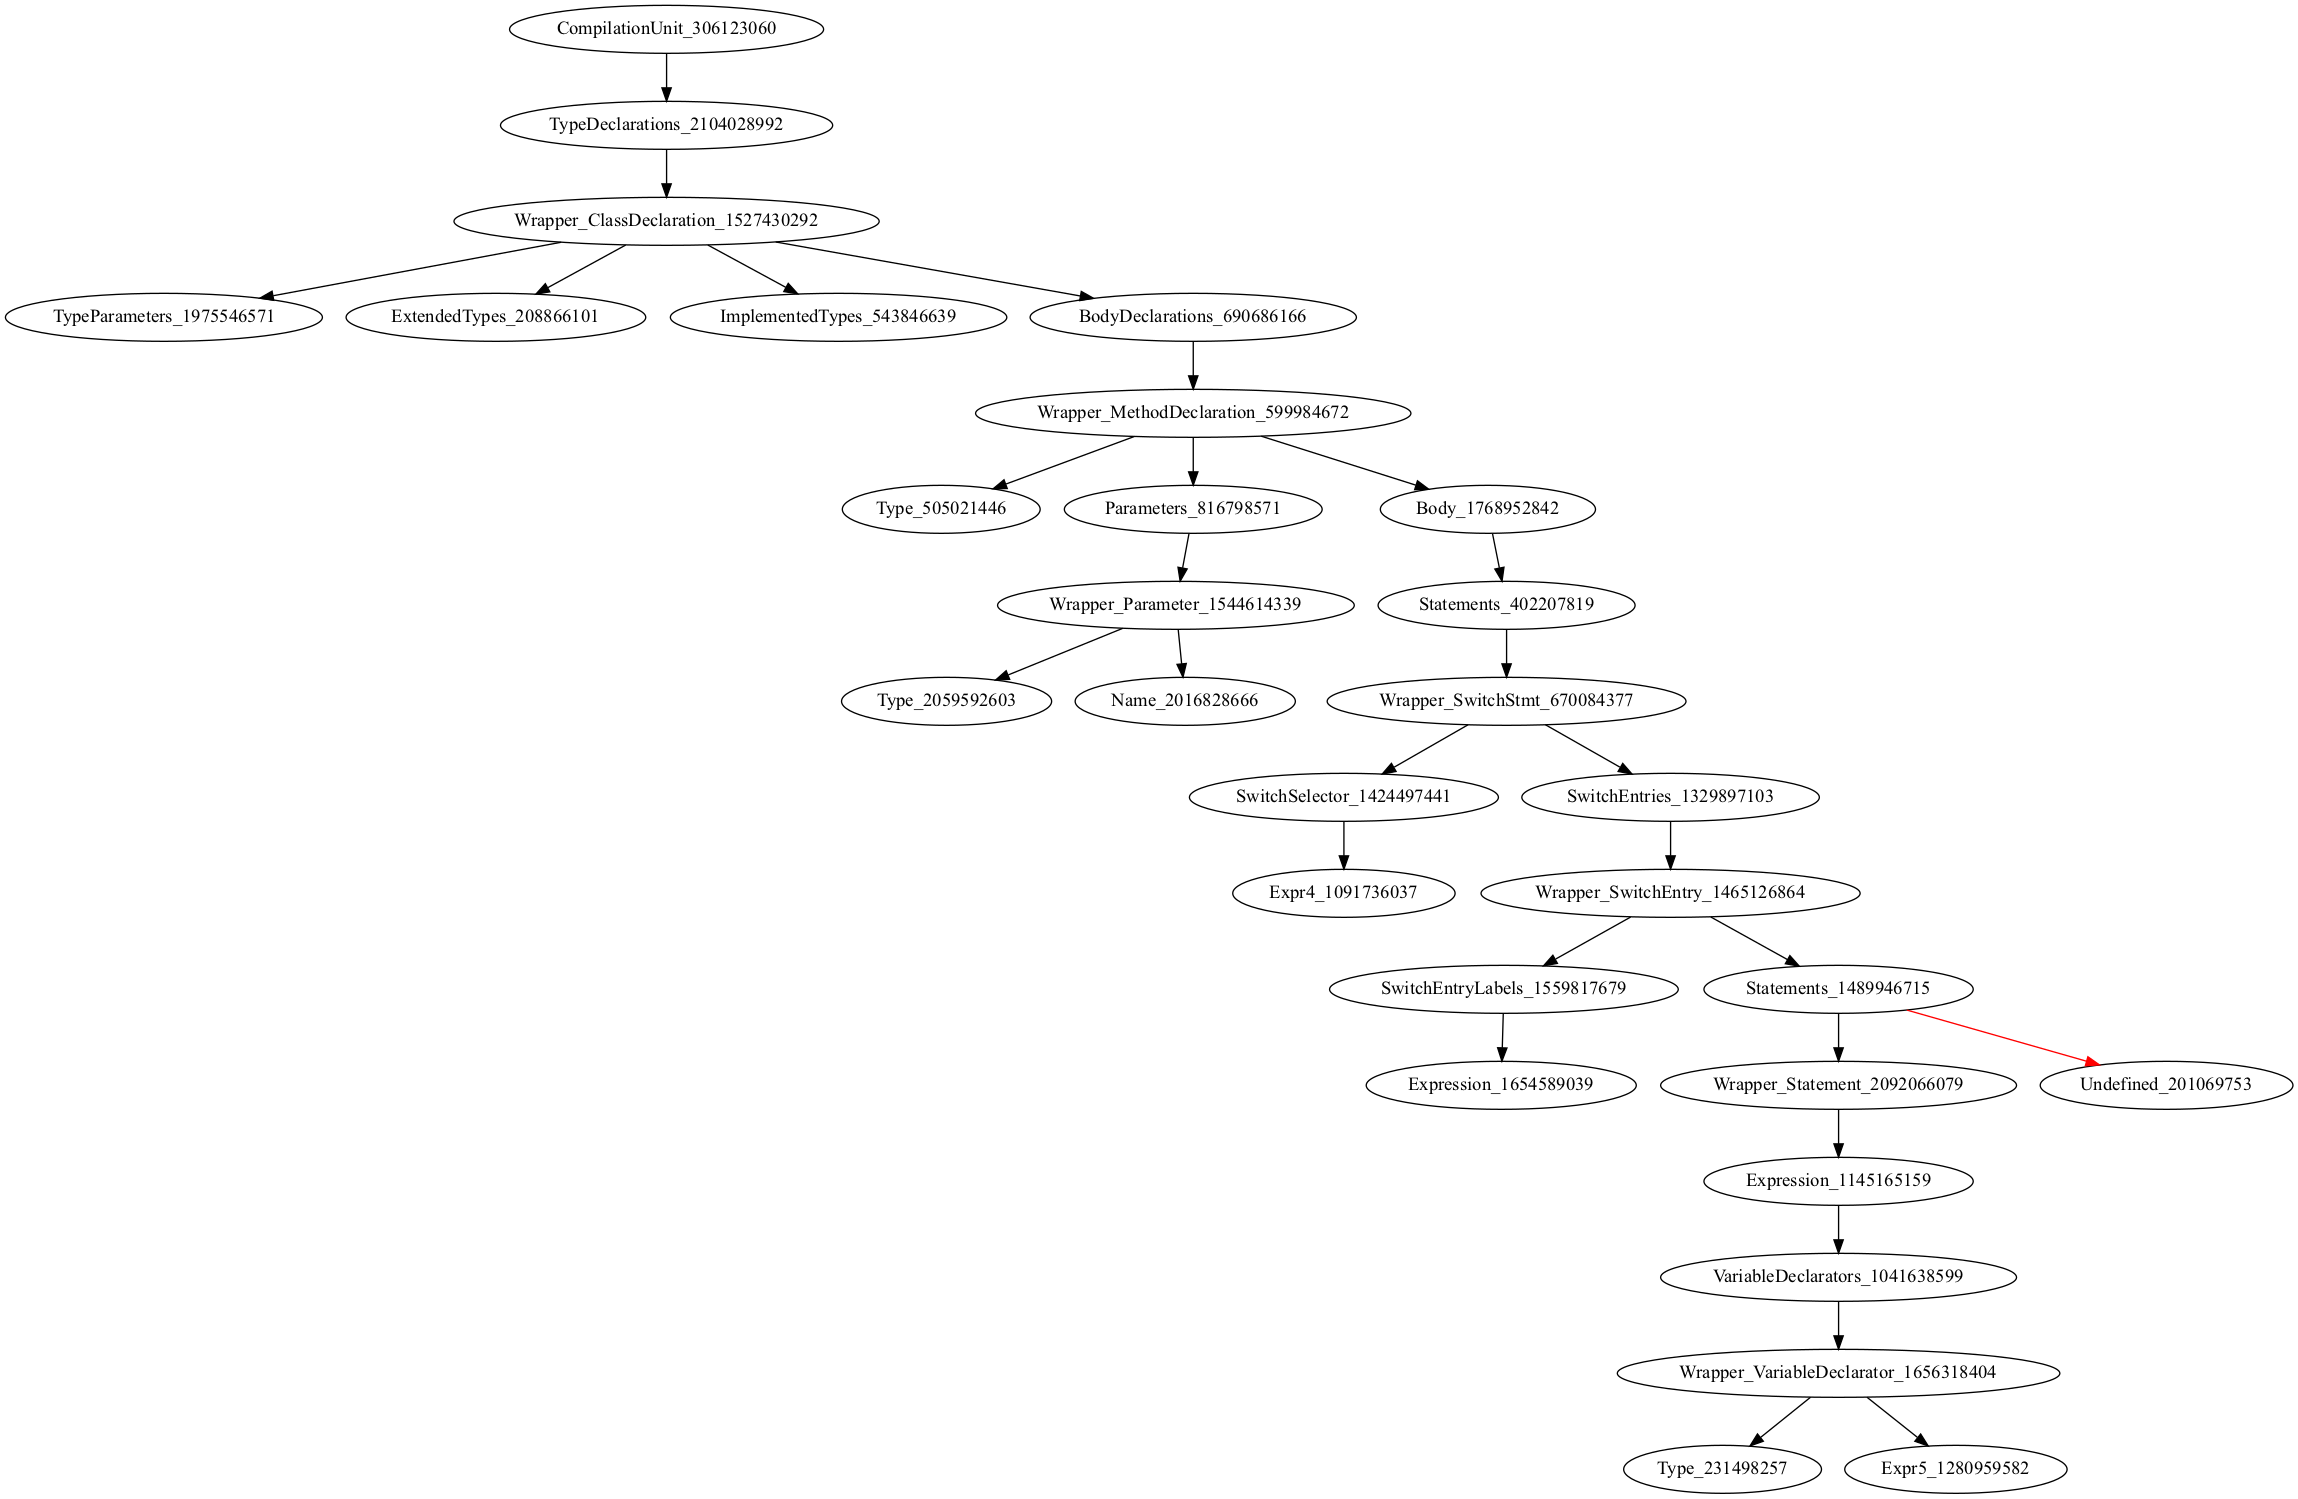 CompilationUnit_306123060
TypeDeclarations_2104028992
Wrapper_ClassDeclaration_1527430292
TypeParameters_1975546571
ExtendedTypes_208866101
ImplementedTypes_543846639
BodyDeclarations_690686166
Wrapper_MethodDeclaration_599984672
Type_505021446
Parameters_816798571
Body_1768952842
Wrapper_Parameter_1544614339
Statements_402207819
Type_2059592603
Name_2016828666
Wrapper_SwitchStmt_670084377
SwitchSelector_1424497441
SwitchEntries_1329897103
Expr4_1091736037
Wrapper_SwitchEntry_1465126864
SwitchEntryLabels_1559817679
Statements_1489946715
Expression_1654589039
Wrapper_Statement_2092066079
Undefined_201069753
Expression_1145165159
VariableDeclarators_1041638599
Wrapper_VariableDeclarator_1656318404
Type_231498257
Expr5_1280959582